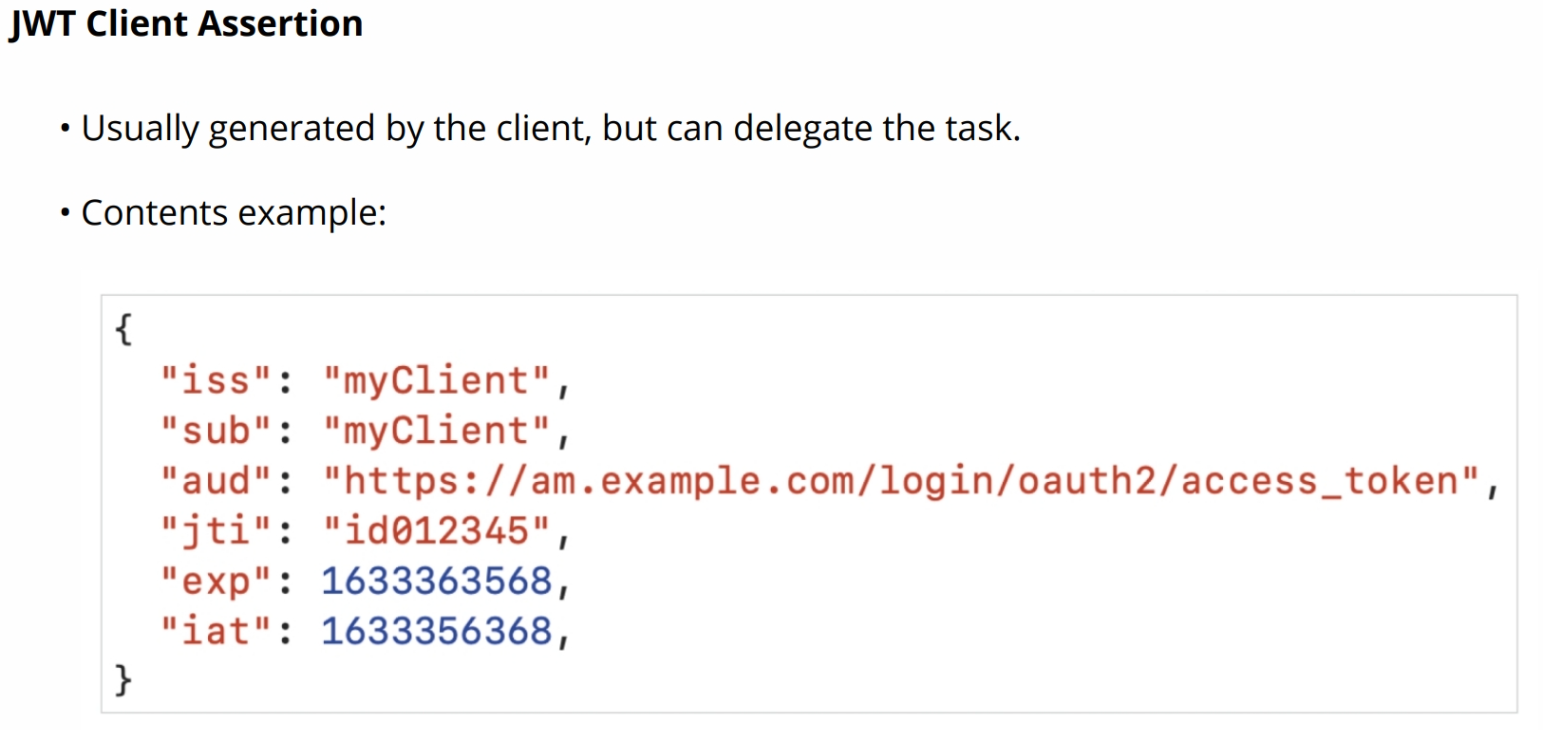 JWT Client Assertion
• Usually generated by the client, but can delegate the task.
• Contents example:
{
  "iss": "myClient",
  "sub": "myClient",
  "aud": "https://am.example.com/login/oauth2/access_token",
  "jti": "id012345",
  "exp": 1633363568,
  "iat": 1633356368,
}